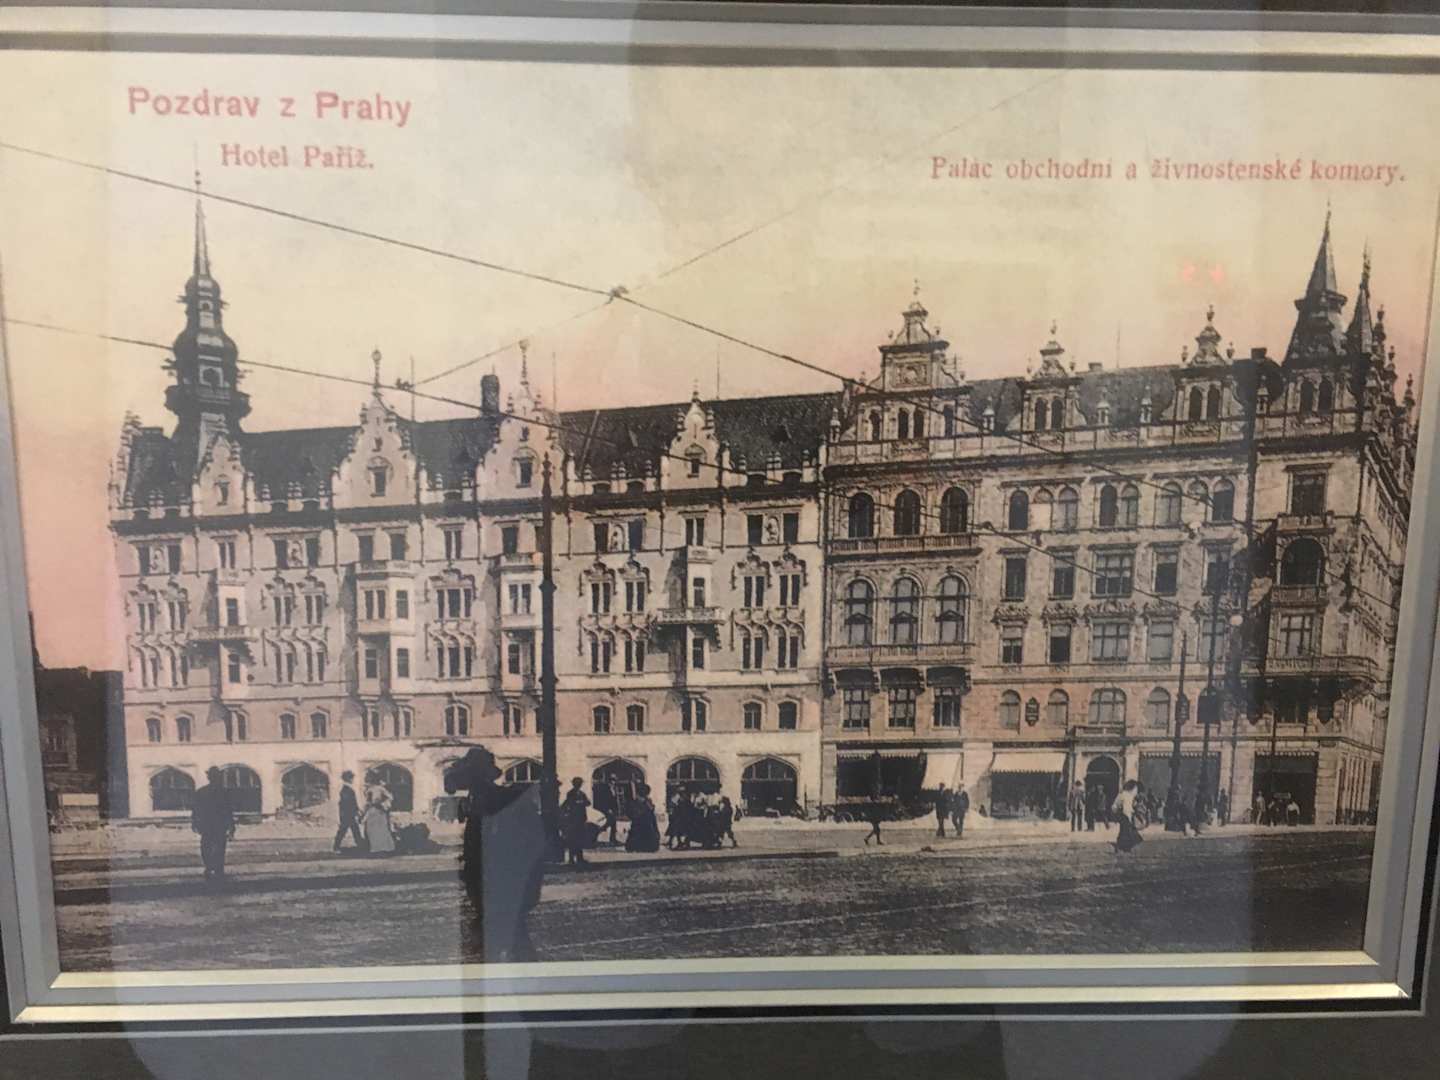 Pozdrav z Prahy
Hotel Paříž.
Palác obchodní a živnostenské komory.